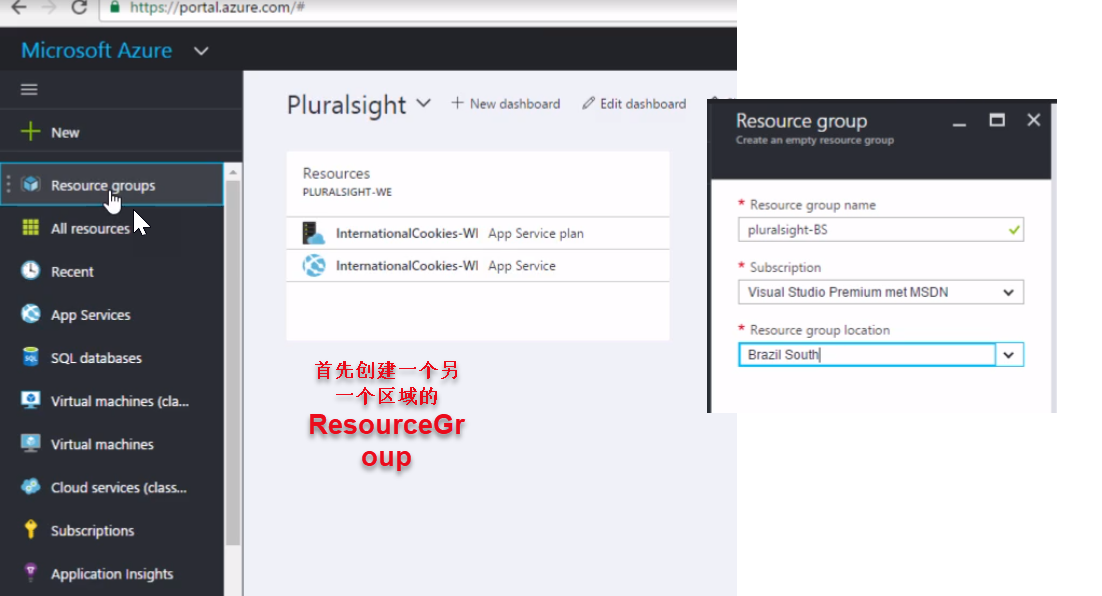 https://portal.azure.com/#
Microsoft Azure
Pluralsight
New dashboard
Edit dashboard
New
Resource groups
All resources
Recent
App Services
SQL databases
Virtual machines (cla...
Virtual machines
Cloud services (class...
Subscriptions
Application Insights
Resources
PLURALSIGHT-WE
InternationalCookies-WI App Service plan
InternationalCookies-WI App Service
首先创建一个另
一个区域的
ResourceGr
oup
Resource group
Create an empty resource group
* Resource group name
pluralsight-BS
* Subscription
Visual Studio Premium met MSDN
* Resource group location
Brazil South